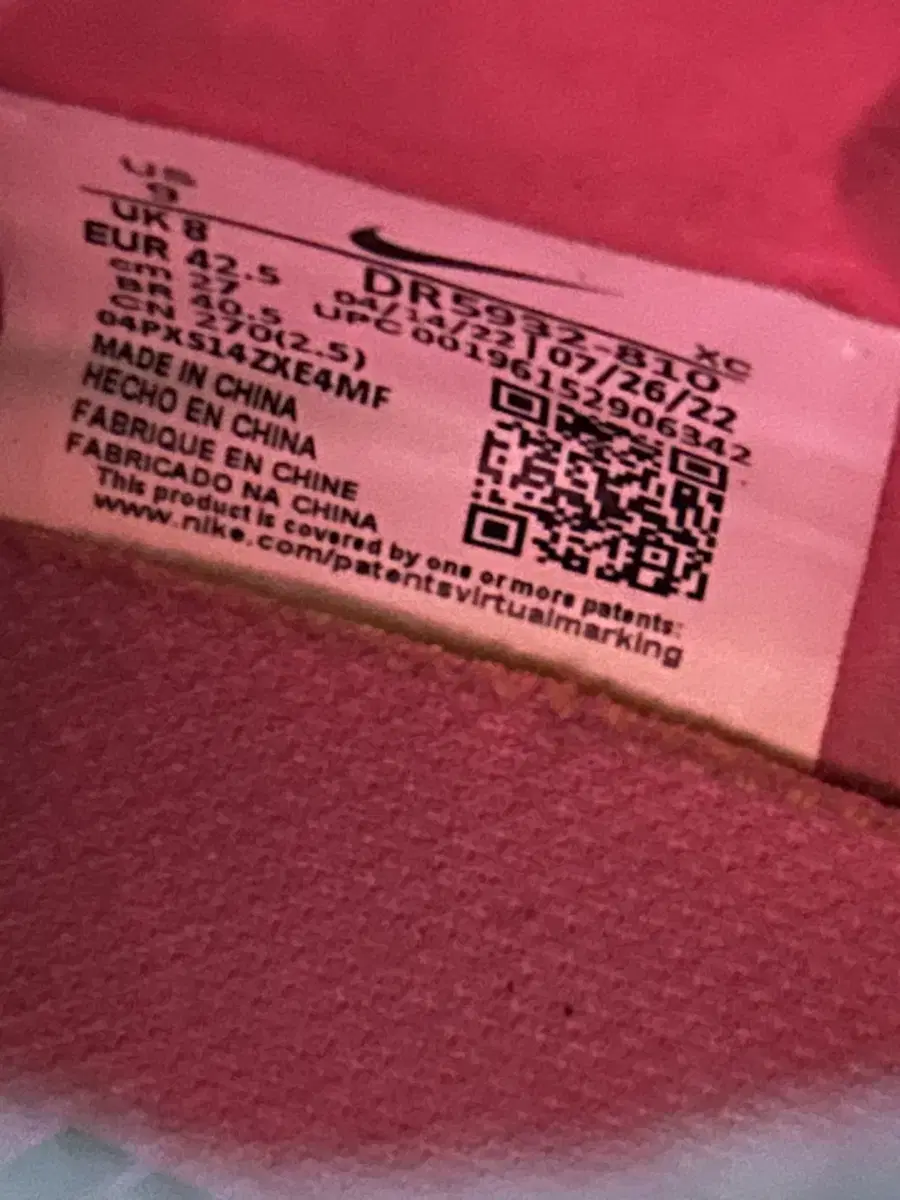 US
9
UK 8
EUR 42.5
cm 27
BR 40.5
CN 270(2.5)
04PXS14ZXE4MF
MADE IN CHINA
HECHO EN CHINA
FABRIQUE EN CHINE
FABRICADO NA CHINA
This product is covered by one or more patents:
www.nike.com/patentsvirtualmarking
XC
DR5932-810
04/14/22 | 07/26/22
UPC 00196152906342